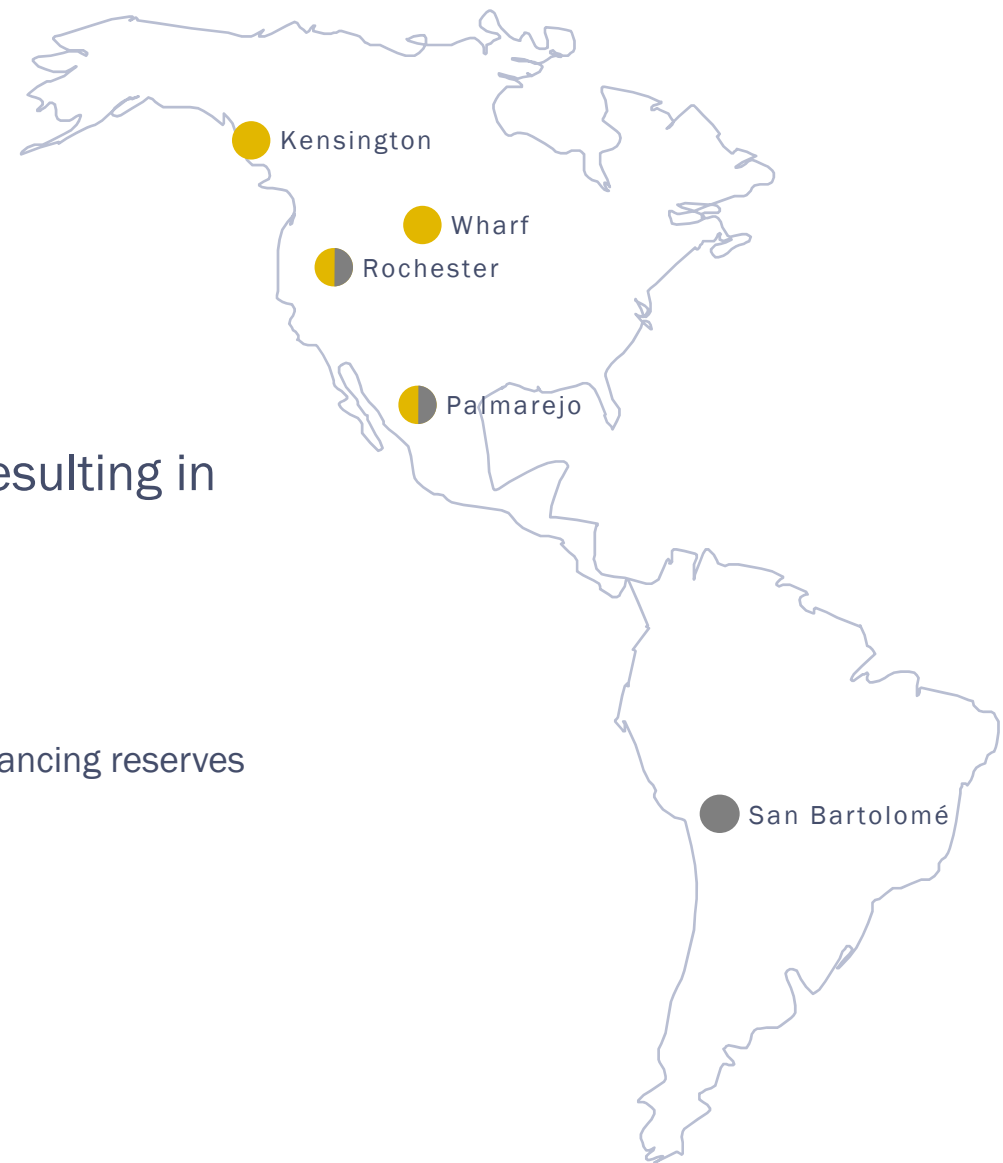 Kensington
Wharf
Rochester
Palmarejo
esulting in
ancing reserves
San Bartolomé